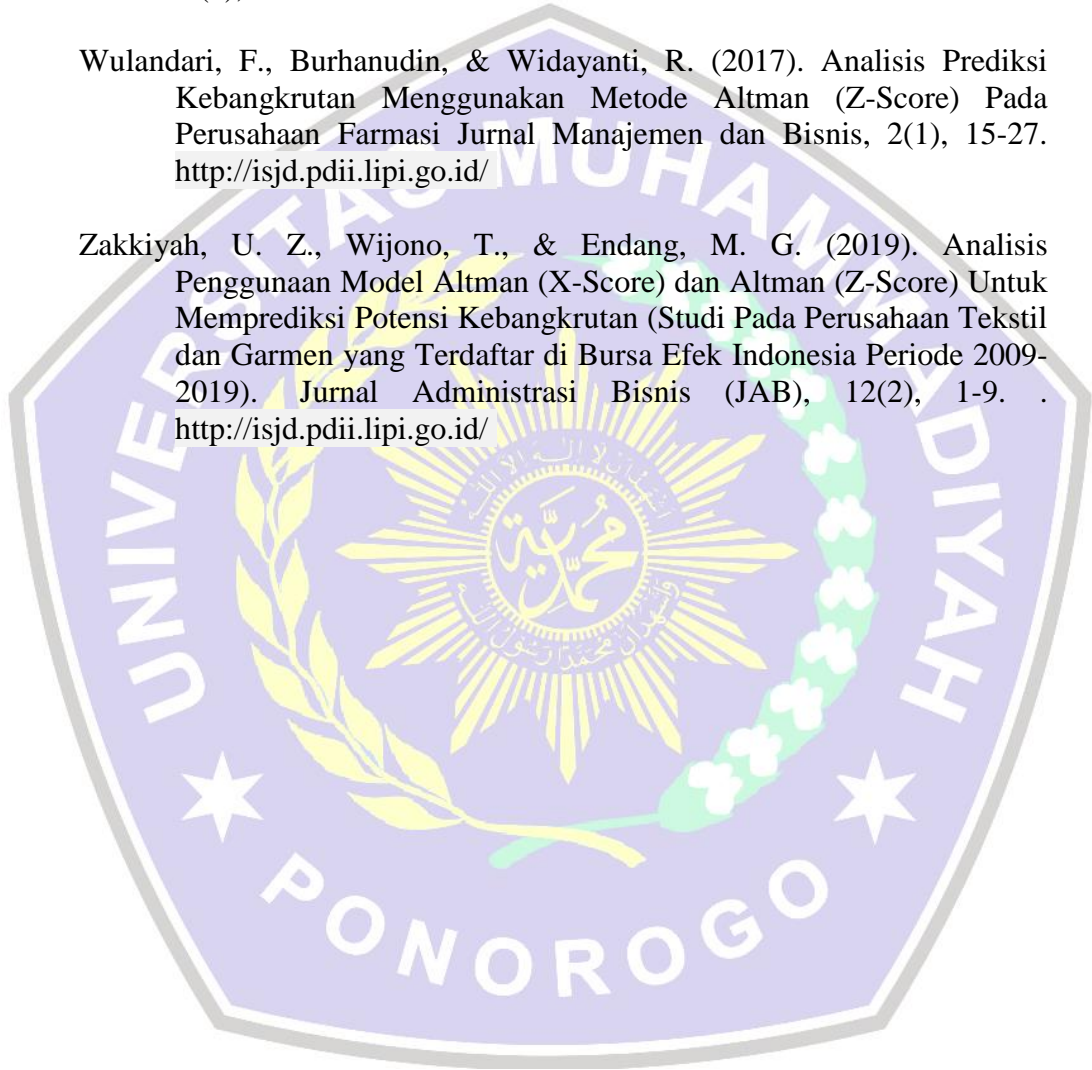 Wulandari, F., Burhanudin, & Widayanti, R. (2017). Analisis Prediksi
Kebangkrutan Menggunakan Metode Altman (Z-Score) Pada
Perusahaan Farmasi Jurnal Manajemen dan Bisnis, 2(1), 15-27.
http://isjd.pdii.lipi.go.id/
Zakkiyah, U. Z., Wijono, T., & Endang, M. G. (2019). Analisis
Penggunaan Model Altman (X-Score) dan Altman (Z-Score) Untuk
Memprediksi Potensi Kebangkrutan (Studi Pada Perusahaan Tekstil
dan Garmen yang Terdaftar di Bursa Efek Indonesia Periode 2009-
2019). Jurnal Administrasi Bisnis (JAB), 12(2), 1-9. .
http://isjd.pdii.lipi.go.id/
UNIVERSITAS MUHAMMADIYAH
PONOROGO